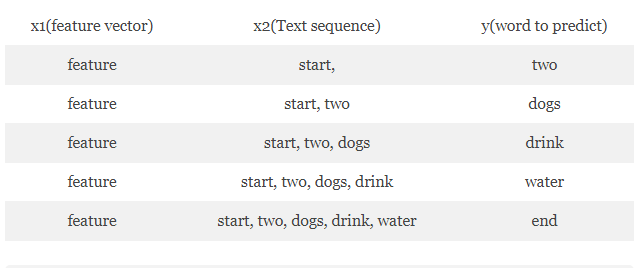 x1(feature vector) x2(Text sequence) y(word to predict)
feature start, two
feature start, two dogs
feature start, two, dogs drink
feature start, two, dogs, drink water
feature start, two, dogs, drink, water end